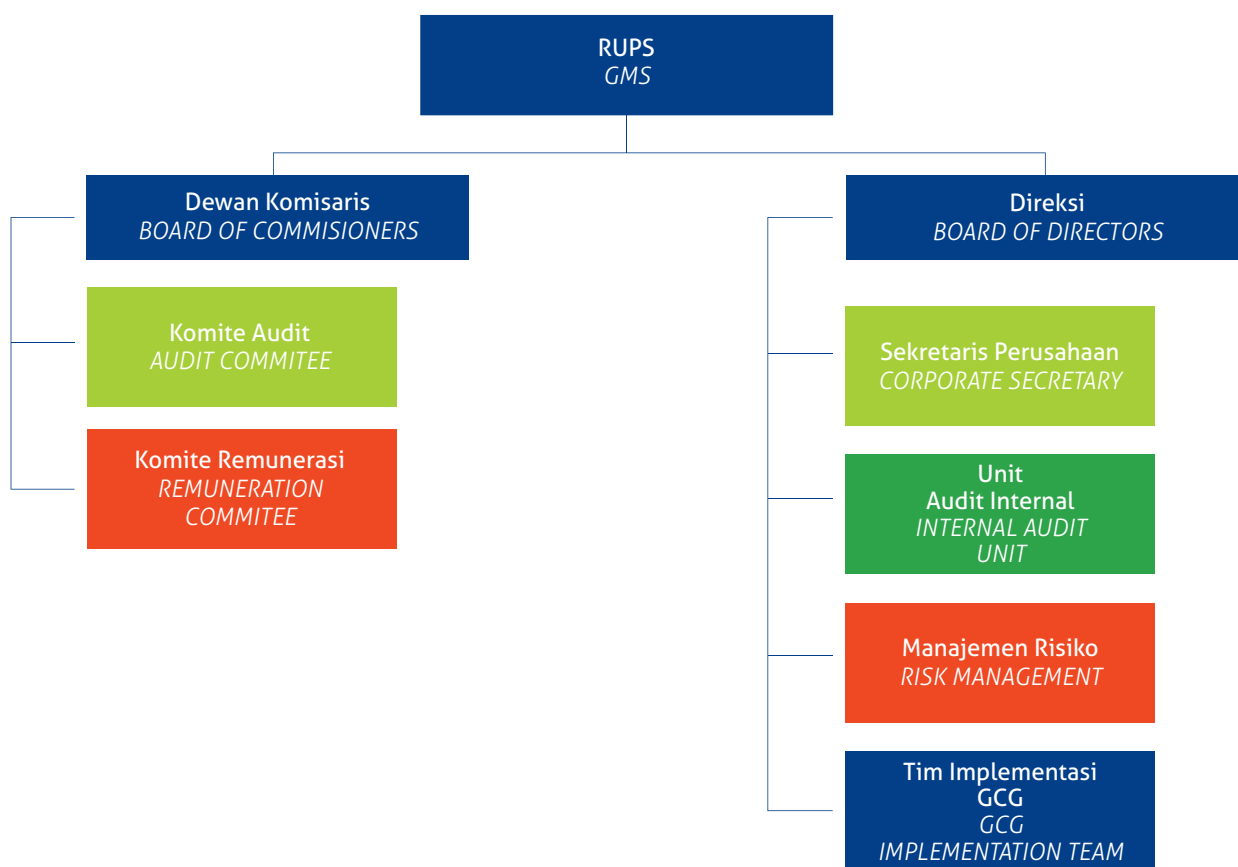 RUPS
GMS
Dewan Komisaris
BOARD OF COMMISIONERS
Komite Audit
AUDIT COMMITEE
Komite Remunerasi
REMUNERATION
COMMITEE
Direksi
BOARD OF DIRECTORS
Sekretaris Perusahaan
CORPORATE SECRETARY
Unit
Audit Internal
INTERNAL AUDIT
UNIT
Manajemen Risiko
RISK MANAGEMENT
Tim Implementasi
GCG
GCG
IMPLEMENTATION TEAM